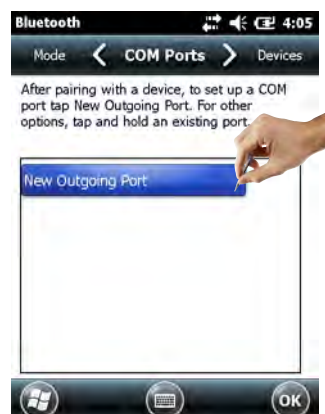 Bluetooth 4:05
Mode COM Ports Devices
After pairing with a device, to set up a COM
port tap New Outgoing Port. For other
options, tap and hold an existing port.
New Outgoing Port
OK